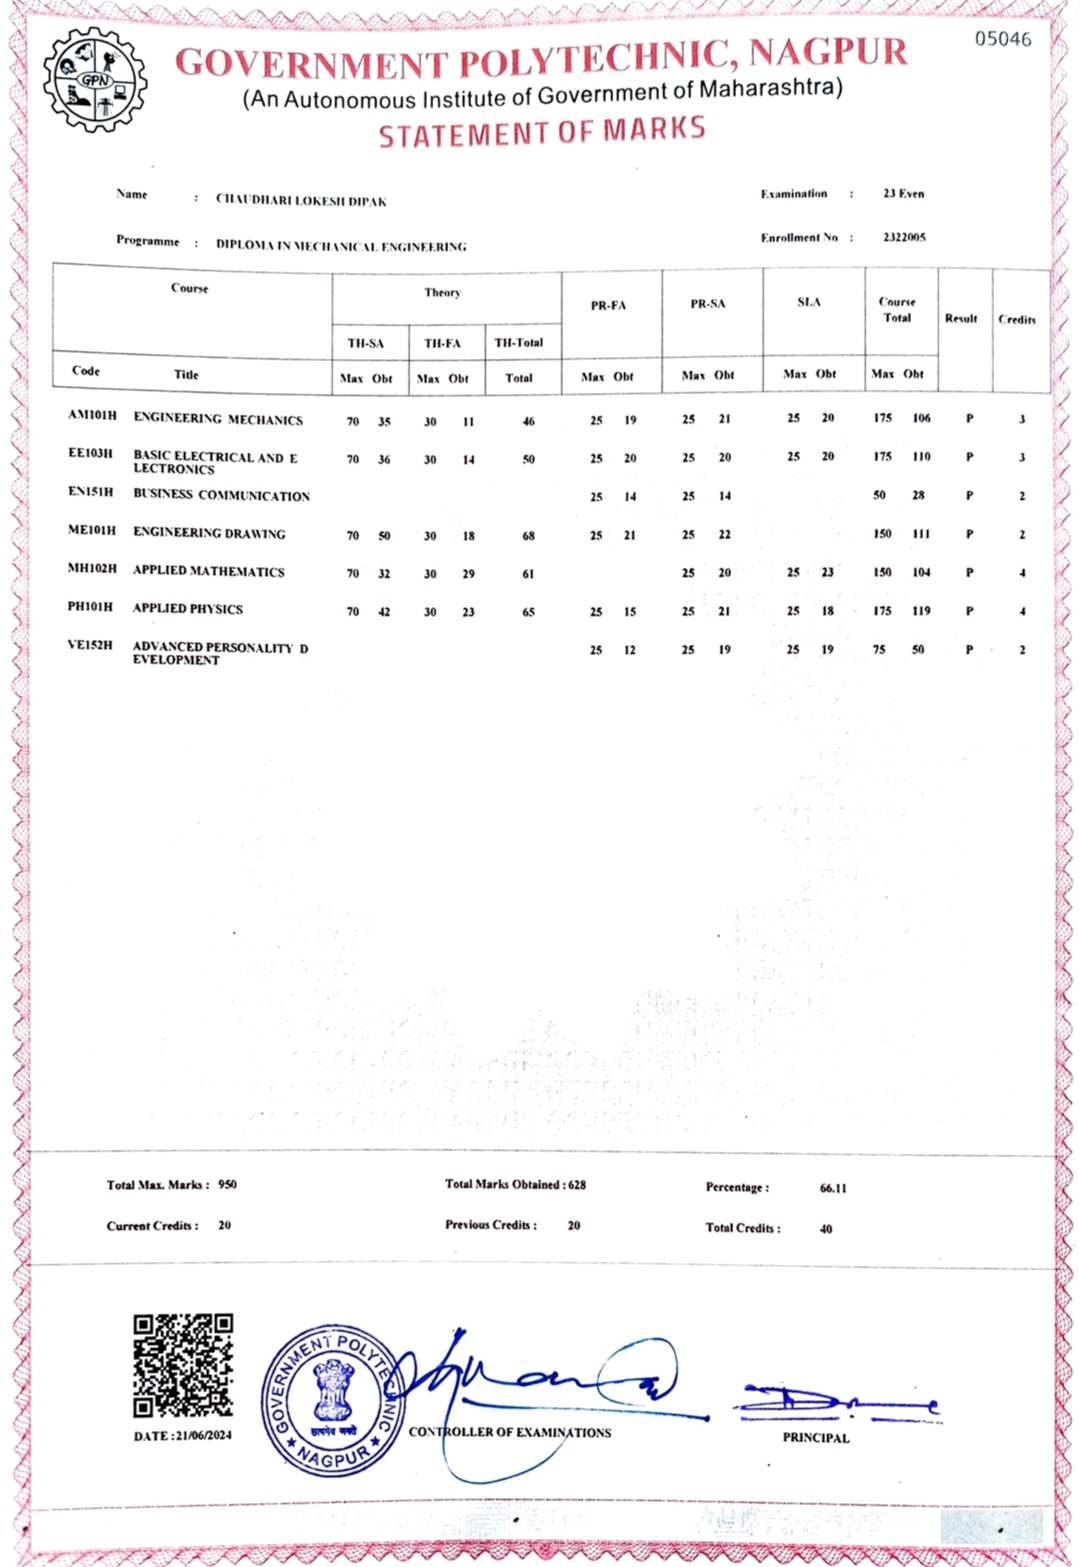 05046
GPN
GOVERNMENT POLYTECHNIC, NAGPUR
(An Autonomous Institute of Government of Maharashtra)
STATEMENT OF MARKS
Name : CHAUDHARI LOKESH DIPAK Examination : 23 Even
Programme : DIPLOMA IN MECHANICAL ENGINEERING Enrollment No : 2322005
Course Theory PR-FA PR-SA SLA Course Total Result Credits
TH-SA TH-FA TH-Total
Code Title Max Obt Max Obt Total Max Obt Max Obt Max Obt Max Obt
AM101H ENGINEERING MECHANICS 70 35 30 11 46 25 19 25 21 25 20 175 106 P 3
EE103H BASIC ELECTRICAL AND E 70 36 30 14 50 25 20 25 20 25 20 175 110 P 3
LECTRONICS
EN151H BUSINESS COMMUNICATION 25 14 25 14 50 28 P 2
ME101H ENGINEERING DRAWING 70 50 30 18 68 25 21 25 22 150 111 P 2
MH102H APPLIED MATHEMATICS 70 32 30 29 61 25 20 25 23 150 104 P 4
PH101H APPLIED PHYSICS 70 42 30 23 65 25 15 25 21 25 18 175 119 P 4
VE152H ADVANCED PERSONALITY D 25 12 25 19 25 19 75 50 P 2
EVELOPMENT
Total Max. Marks : 950 Total Marks Obtained : 628 Percentage : 66.11
Current Credits : 20 Previous Credits : 20 Total Credits : 40
GOVERNMENT POLYTECHNIC
सत्यमेव जयते
★ NAGPUR ★
DATE :21/06/2024 CONTROLLER OF EXAMINATIONS PRINCIPAL